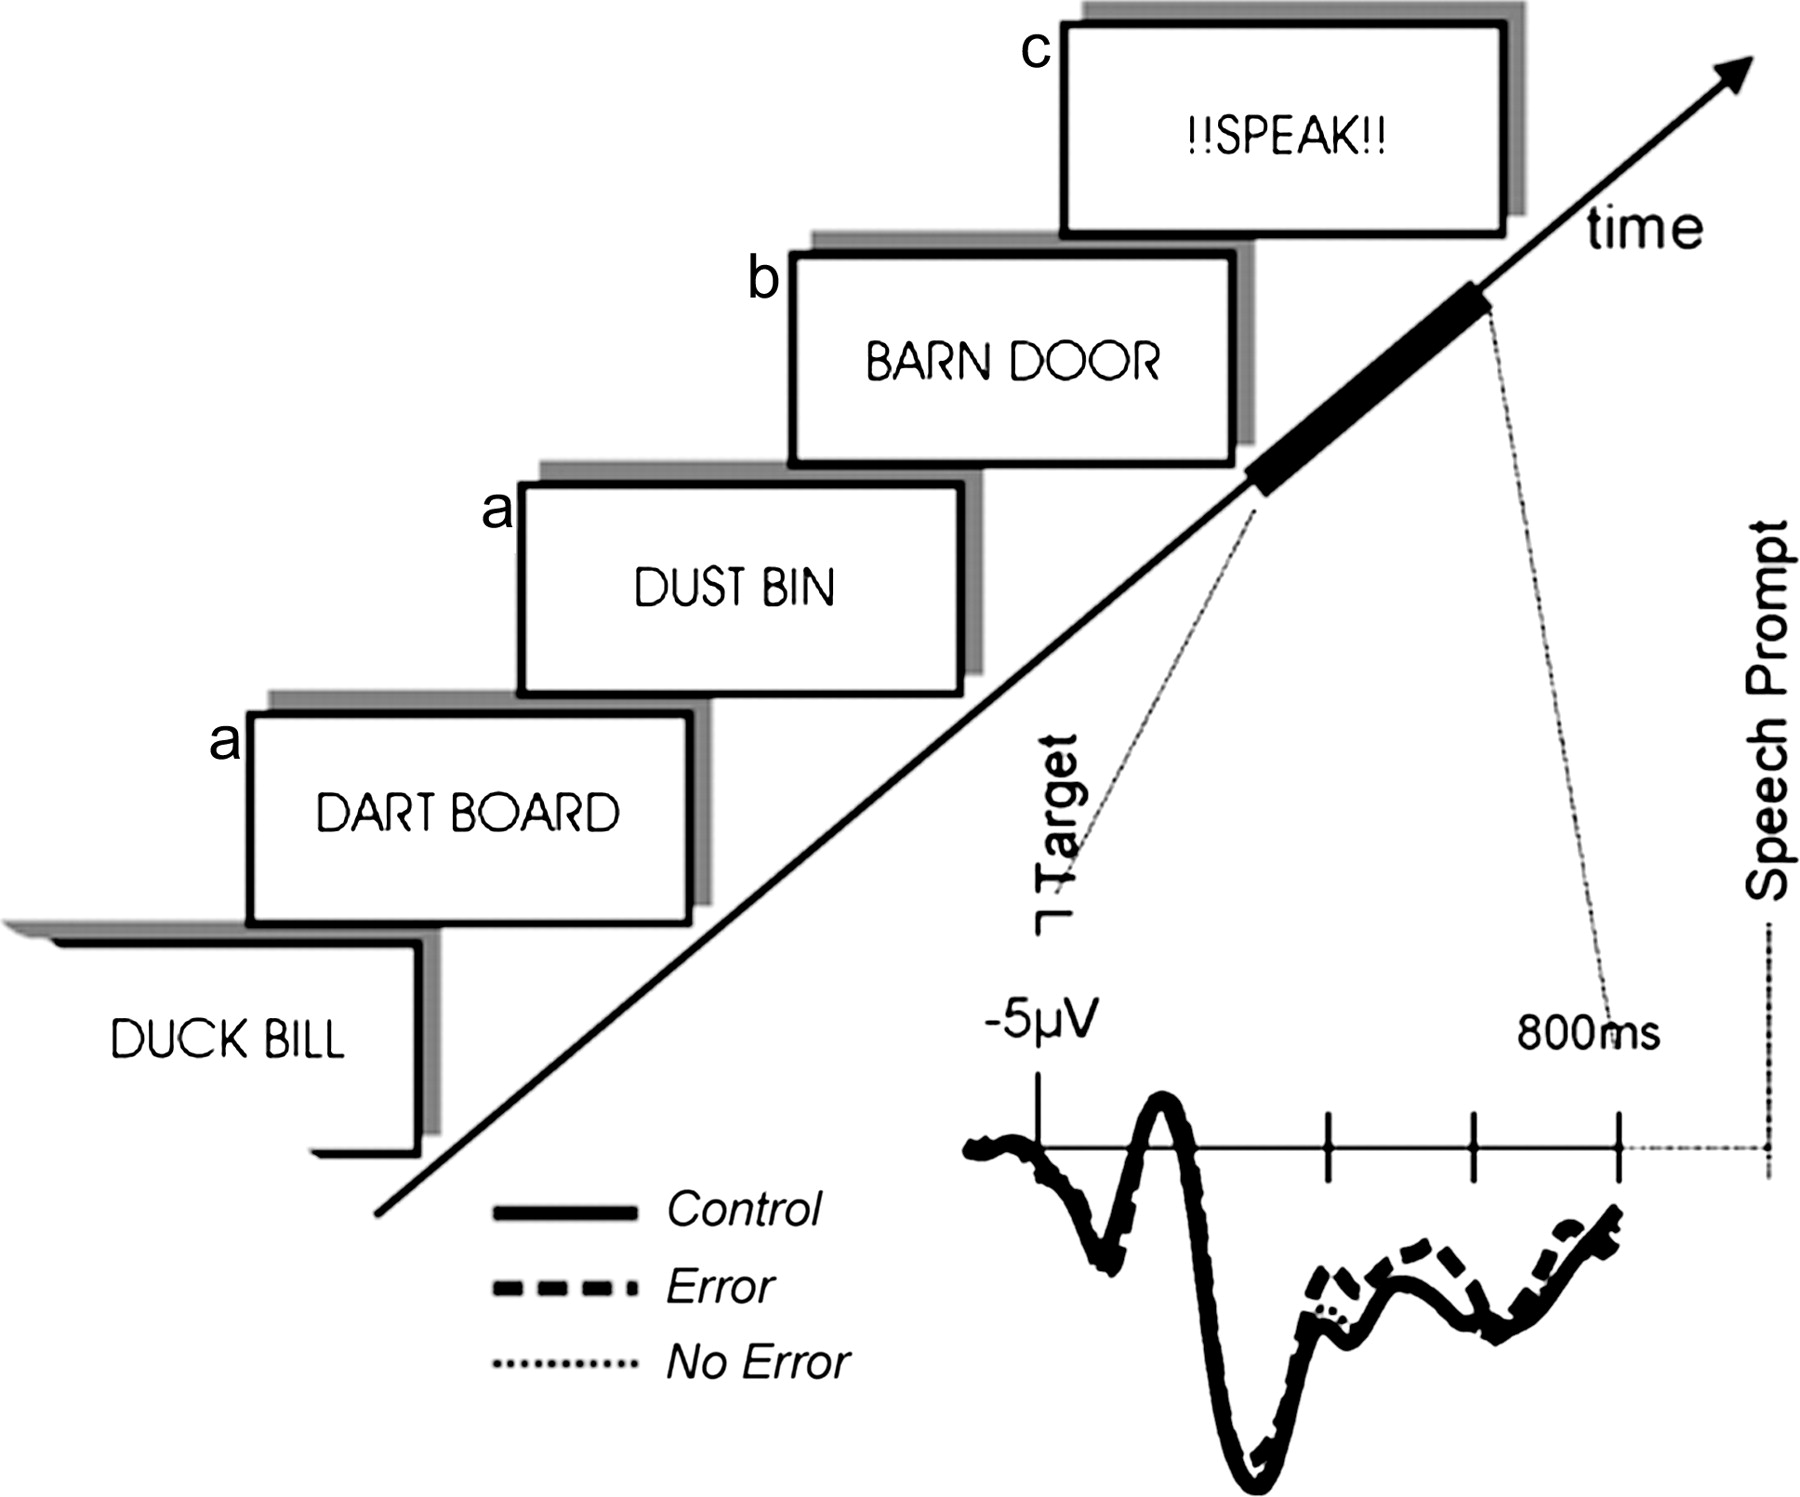 c
!!SPEAK!!
time
b
BARN DOOR
a
DUST BIN
a
DART BOARD
DUCK BILL
Target
Speech Prompt
-5µV
800ms
Control
Error
No Error